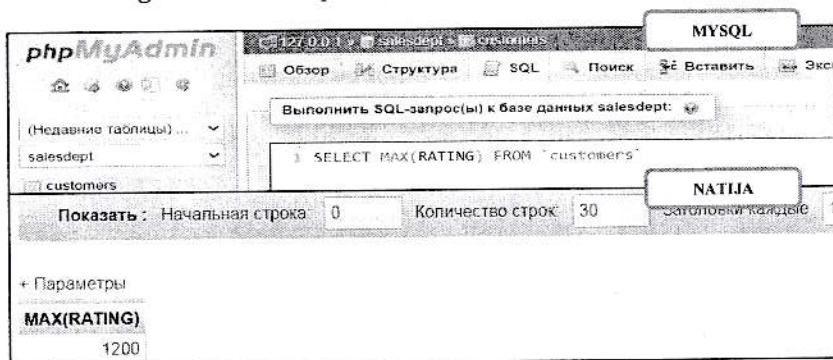 MYSQL
phpMyAdmin
127.0.0.1 » salesdept » customers
Обзор Структура SQL Поиск Вставить Экс
Выполнить SQL-запрос(ы) к базе данных salesdept:
(Недавние таблицы) ...
salesdept
1 SELECT MAX(RATING) FROM `customers`
customers
NATIJA
Показать : Начальная строка: 0 Количество строк: 30 Заголовки каждые 1
+ Параметры
MAX(RATING)
1200